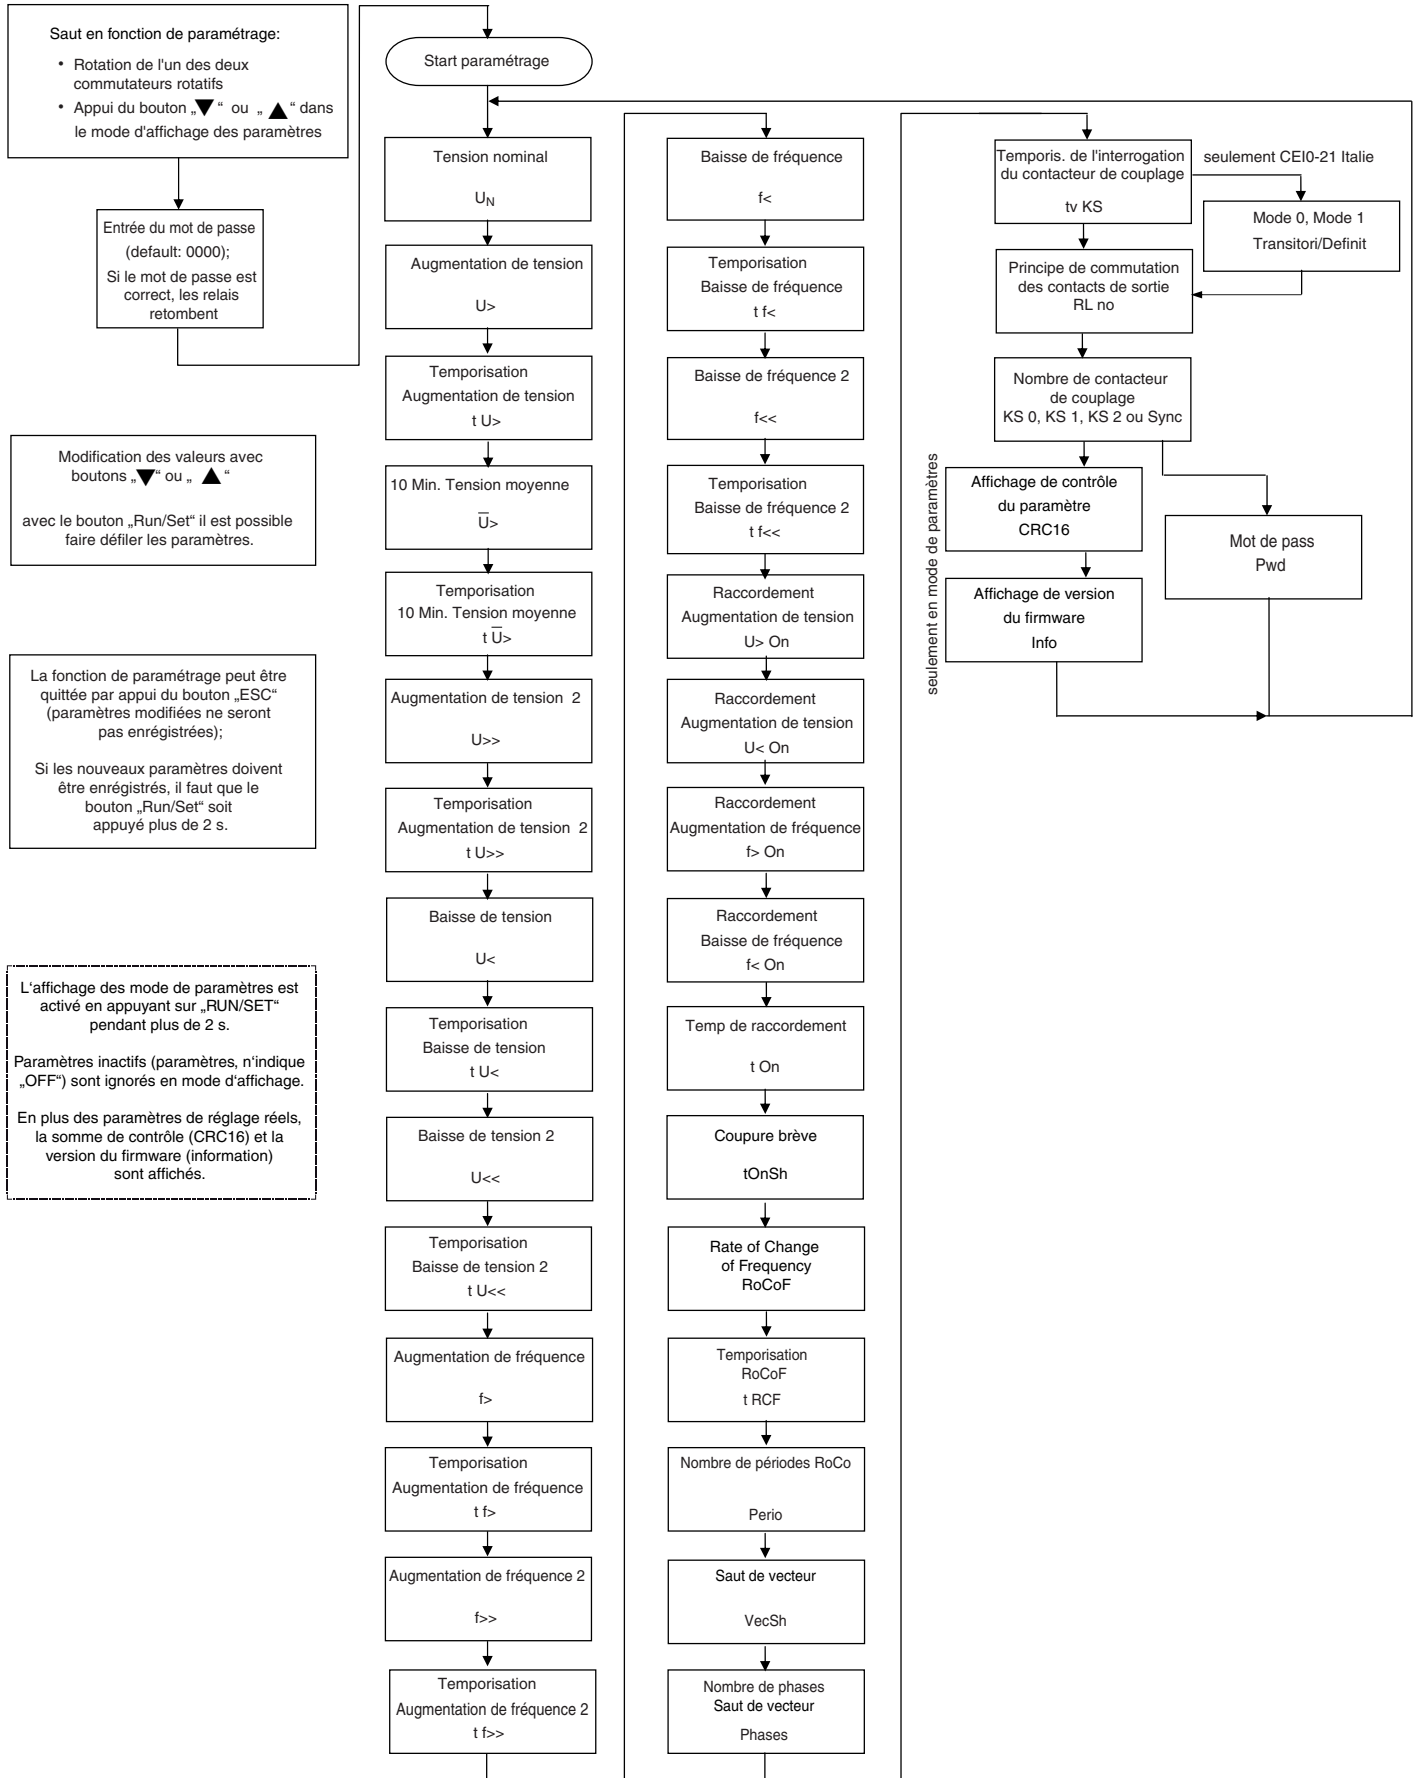 Saut en fonction de paramétrage:
• Rotation de l'un des deux
commutateurs rotatifs
• Appui du bouton „▼“ ou „ ▲“ dans
le mode d'affichage des paramètres
Entrée du mot de passe
(default: 0000);
Si le mot de passe est
correct, les relais
retombent
Modification des valeurs avec
boutons „▼“ ou „ ▲“
avec le bouton „Run/Set“ il est possible
faire défiler les paramètres.
La fonction de paramétrage peut être
quittée par appui du bouton „ESC“
(paramètres modifiées ne seront
pas enrégistrées);
Si les nouveaux paramètres doivent
être enrégistrés, il faut que le
bouton „Run/Set“ soit
appuyé plus de 2 s.
L‘affichage des mode de paramètres est
activé en appuyant sur „RUN/SET“
pendant plus de 2 s.
Paramètres inactifs (paramètres, n‘indique
„OFF“) sont ignorés en mode d‘affichage.
En plus des paramètres de réglage réels,
la somme de contrôle (CRC16) et la
version du firmware (information)
sont affichés.
Start paramétrage
Tension nominal
UN
Augmentation de tension
U>
Temporisation
Augmentation de tension
t U>
10 Min. Tension moyenne
U̅>
Temporisation
10 Min. Tension moyenne
t U̅>
Augmentation de tension 2
U>>
Temporisation
Augmentation de tension 2
t U>>
Baisse de tension
U<
Temporisation
Baisse de tension
t U<
Baisse de tension 2
U<<
Temporisation
Baisse de tension 2
t U<<
Augmentation de fréquence
f>
Temporisation
Augmentation de fréquence
t f>
Augmentation de fréquence 2
f>>
Temporisation
Augmentation de fréquence 2
t f>>
Baisse de fréquence
f<
Temporisation
Baisse de fréquence
t f<
Baisse de fréquence 2
f<<
Temporisation
Baisse de fréquence 2
t f<<
Raccordement
Augmentation de tension
U> On
Raccordement
Augmentation de tension
U< On
Raccordement
Augmentation de fréquence
f> On
Raccordement
Baisse de fréquence
f< On
Temp de raccordement
t On
Coupure brève
tOnSh
Rate of Change
of Frequency
RoCoF
Temporisation
RoCoF
t RCF
Nombre de périodes RoCo
Perio
Saut de vecteur
VecSh
Nombre de phases
Saut de vecteur
Phases
Temporis. de l'interrogation
du contacteur de couplage
tv KS
seulement CEI0-21 Italie
Mode 0, Mode 1
Transitori/Definit
Principe de commutation
des contacts de sortie
RL no
Nombre de contacteur
de couplage
KS 0, KS 1, KS 2 ou Sync
seulement en mode de paramètres
Affichage de contrôle
du paramètre
CRC16
Affichage de version
du firmware
Info
Mot de pass
Pwd